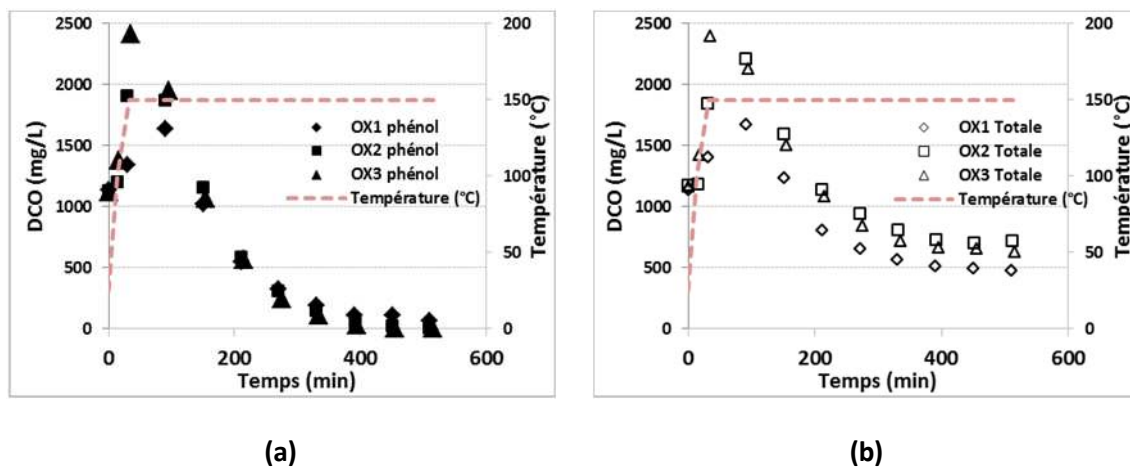 2500
2000
1500
1000
500
0
DCO (mg/L)
200
150
100
50
0
Température (°C)
0
200
400
600
Temps (min)
OX1 phénol
OX2 phénol
OX3 phénol
Température (°C)
(a)
2500
2000
1500
1000
500
0
DCO (mg/L)
200
150
100
50
0
Température (°C)
0
200
400
600
Temps (min)
OX1 Totale
OX2 Totale
OX3 Totale
Température (°C)
(b)